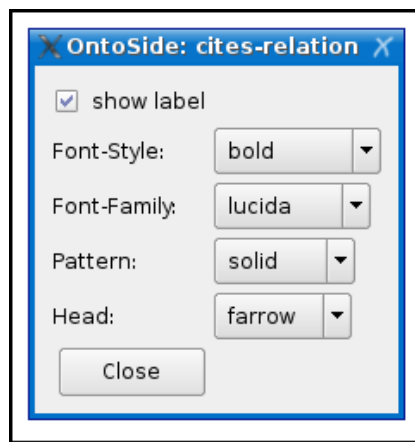 OntoSide: cites-relation
show label
Font-Style: bold
Font-Family: lucida
Pattern: solid
Head: farrow
Close